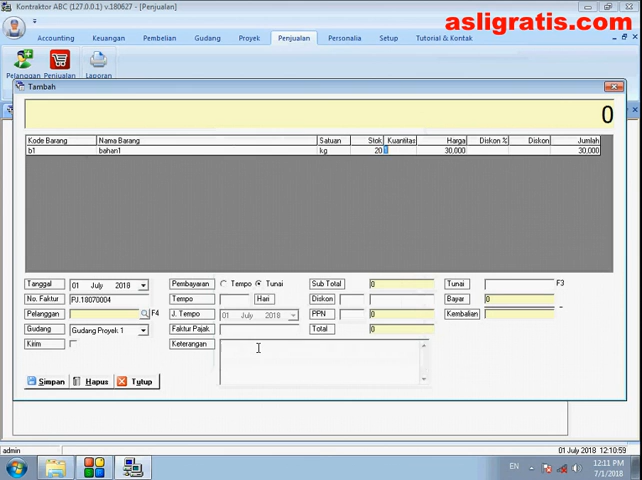 Kontraktor ABC (127.0.0.1) v.180627 - [Penjualan]
asligratis.com
Accounting Keuangan Pembelian Gudang Proyek Penjualan Personalia Setup Tutorial & Kontak
Pelanggan Penjualan Laporan
Tambah
0
Kode Barang Nama Barang Satuan Stok Kuantitas Harga Diskon % Diskon Jumlah
b1 bahan1 kg 20 1 30,000 30,000
Tanggal 01 July 2018 Pembayaran Tempo Tunai Sub Total 0 Tunai F3
No. Faktur PJ.18070004 Tempo Hari Diskon Bayar 0
Pelanggan F4 J. Tempo 01 July 2018 PPN 0 Kembalian
Gudang Gudang Proyek 1 Faktur Pajak Total 0
Kirim Keterangan
Simpan Hapus Tutup
admin 01 July 2018 12:10:59
EN 12:11 PM
7/1/2018